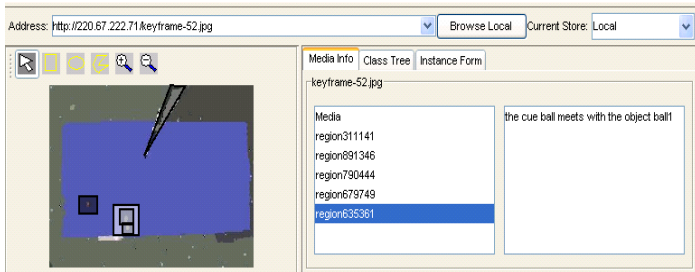 Address: http://220.67.222.71/keyframe-52.jpg Browse Local Current Store: Local
Media Info Class Tree Instance Form
keyframe-52.jpg
Media the cue ball meets with the object ball1
region311141
region891346
region790444
region679749
region635361